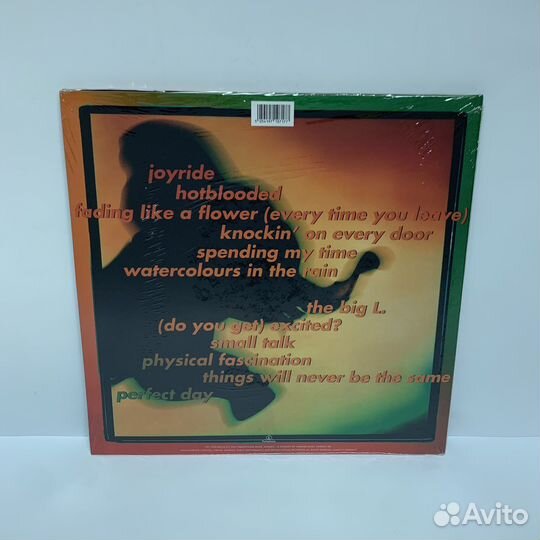 joyride
hotblooded
fading like a flower (every time you leave)
knockin' on every door
spending my time
watercolours in the rain
the big L.
(do you get) excited?
small talk
physical fascination
things will never be the same
perfect day
Avito